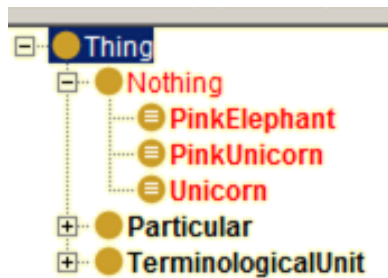 Thing
Nothing
PinkElephant
PinkUnicorn
Unicorn
Particular
TerminologicalUnit